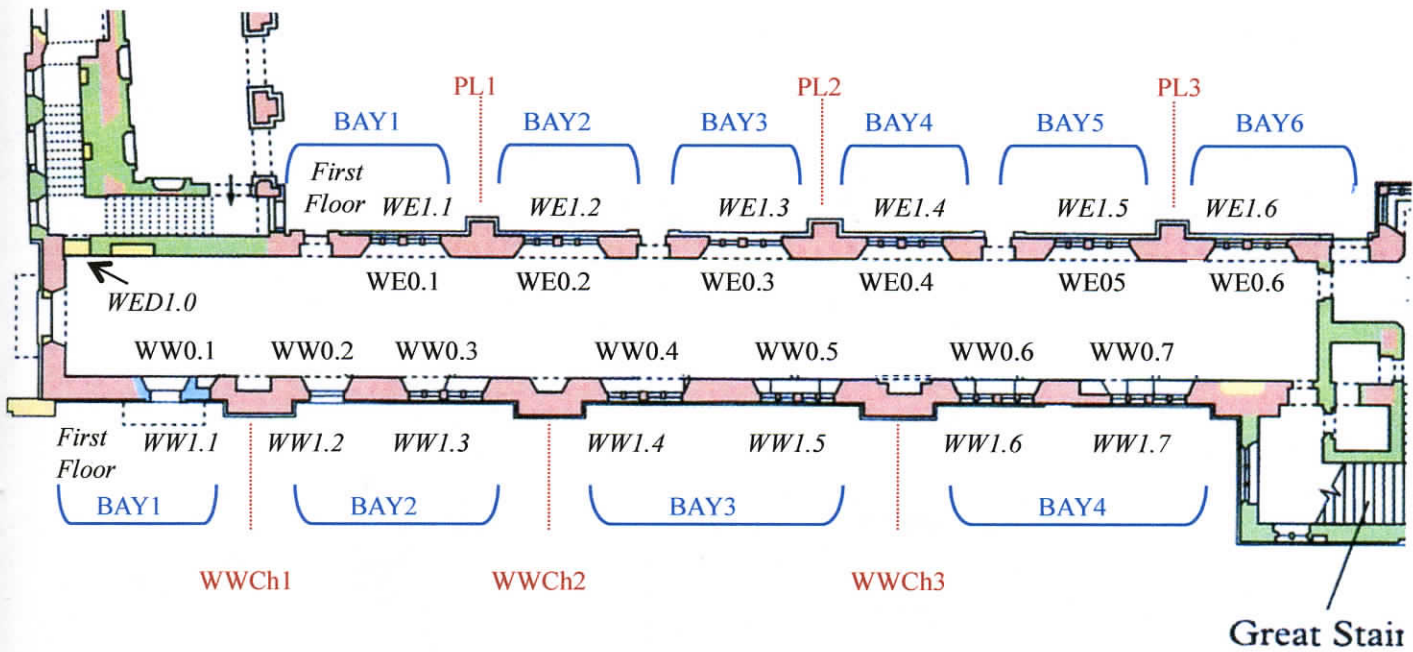 PL1 PL2 PL3
BAY1 BAY2 BAY3 BAY4 BAY5 BAY6
First
Floor WE1.1 WE1.2 WE1.3 WE1.4 WE1.5 WE1.6
WE0.1 WE0.2 WE0.3 WE0.4 WE05 WE0.6
WED1.0
WW0.1 WW0.2 WW0.3 WW0.4 WW0.5 WW0.6 WW0.7
First
Floor WW1.1 WW1.2 WW1.3 WW1.4 WW1.5 WW1.6 WW1.7
BAY1 BAY2 BAY3 BAY4
WWCh1 WWCh2 WWCh3
Great Stair